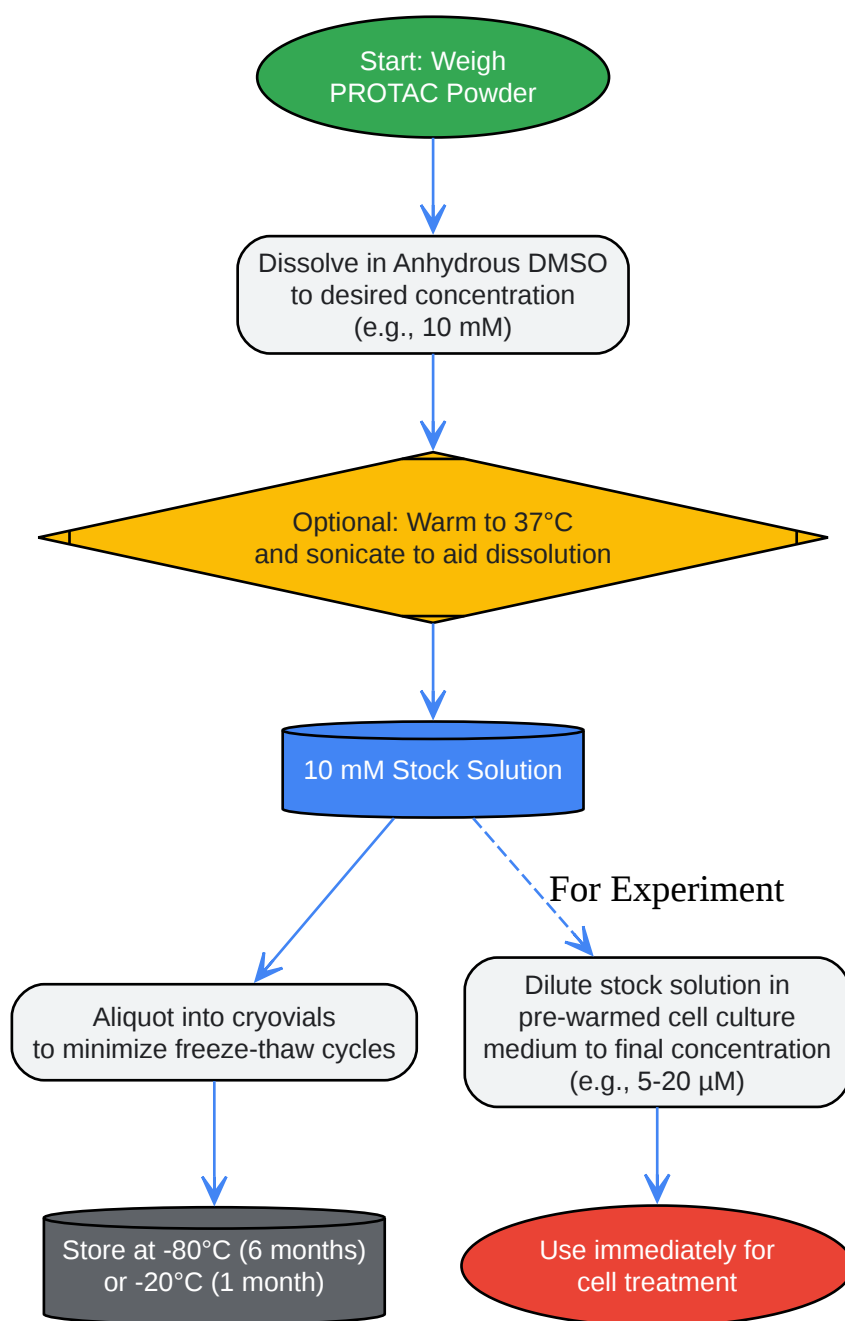 Start: Weigh
PROTAC Powder
Dissolve in Anhydrous DMSO
to desired concentration
(e.g., 10 mM)
Optional: Warm to 37°C
and sonicate to aid dissolution
10 mM Stock Solution
For Experiment
Aliquot into cryovials
to minimize freeze-thaw cycles
Dilute stock solution in
pre-warmed cell culture
medium to final concentration
(e.g., 5-20 µM)
Store at -80°C (6 months)
or -20°C (1 month)
Use immediately for
cell treatment